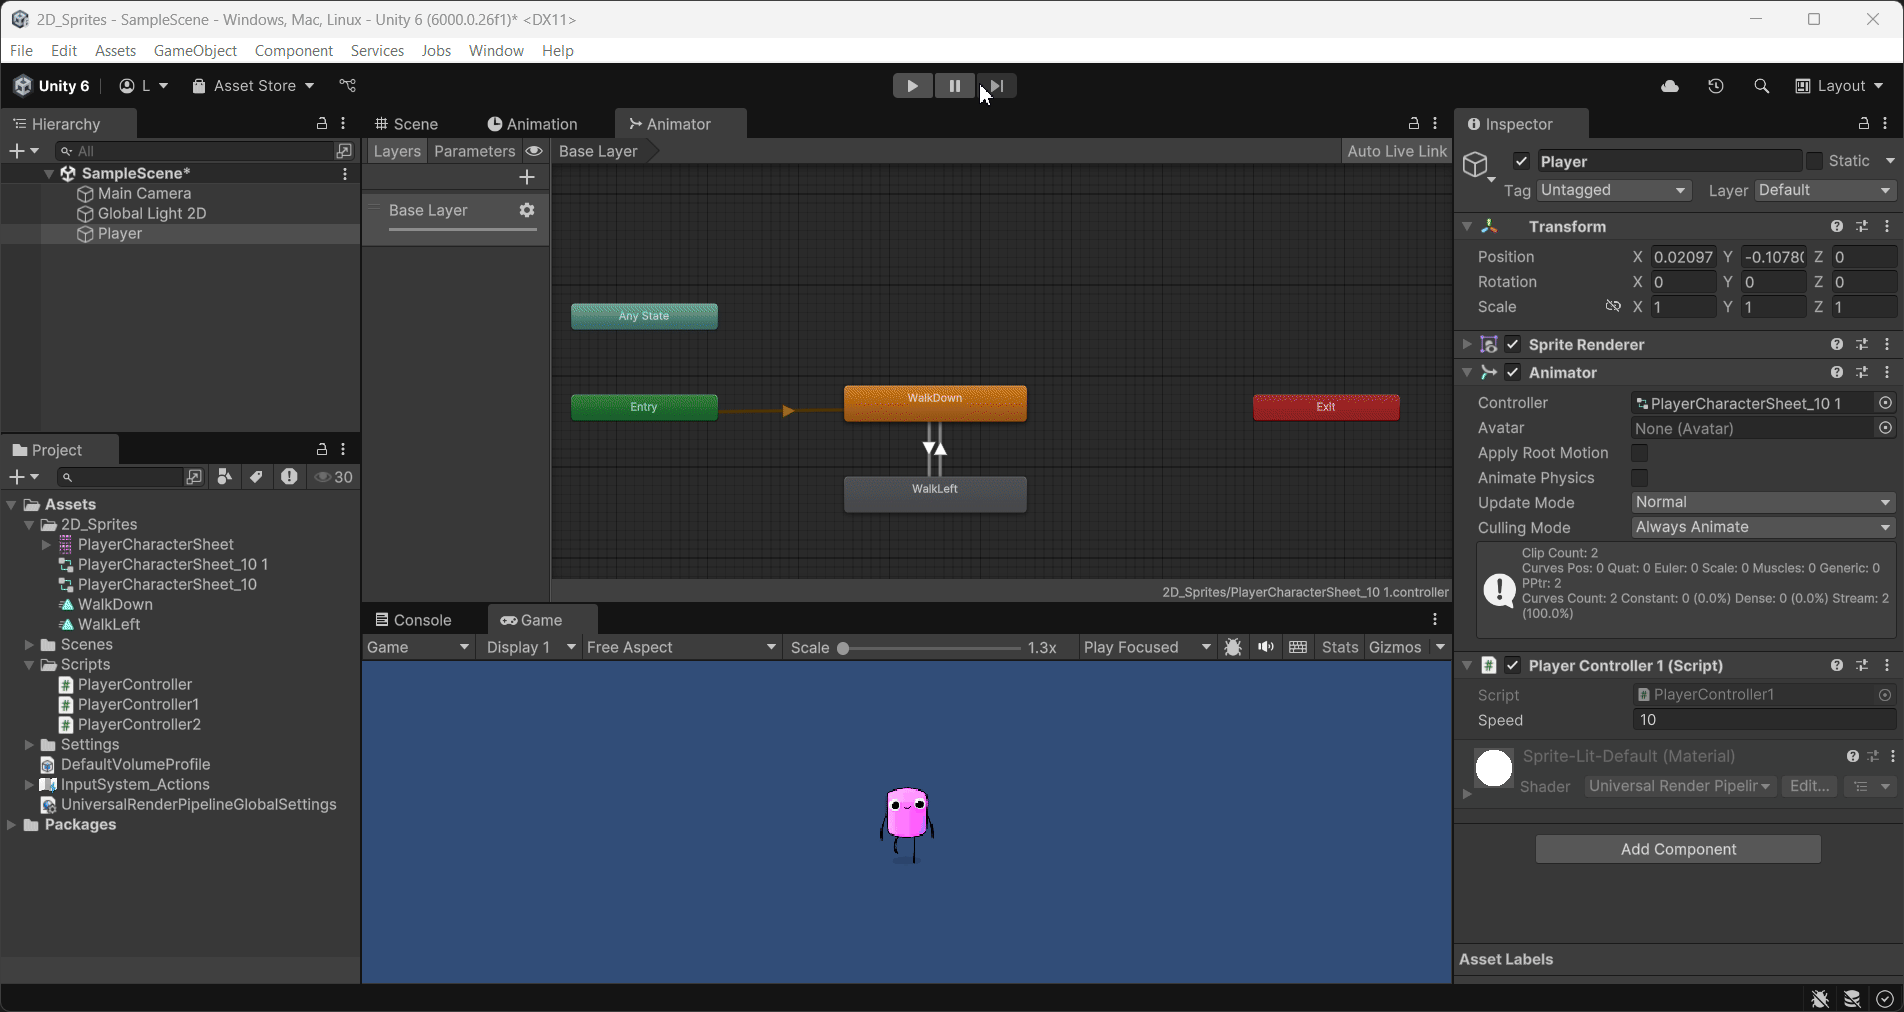 2D_Sprites - SampleScene - Windows, Mac, Linux - Unity 6 (6000.0.26f1)* <DX11>
File Edit Assets GameObject Component Services Jobs Window Help
Unity 6 L Asset Store Layout
Hierarchy
All
SampleScene*
Main Camera
Global Light 2D
Player
Project
30
Assets
2D_Sprites
PlayerCharacterSheet
PlayerCharacterSheet_10 1
PlayerCharacterSheet_10
WalkDown
WalkLeft
Scenes
Scripts
PlayerController
PlayerController1
PlayerController2
Settings
DefaultVolumeProfile
InputSystem_Actions
UniversalRenderPipelineGlobalSettings
Packages
Scene Animation Animator
Layers Parameters Base Layer Auto Live Link
Base Layer
Any State
Entry
WalkDown
Exit
WalkLeft
2D_Sprites/PlayerCharacterSheet_10 1.controller
Console Game
Game Display 1 Free Aspect Scale 1.3x Play Focused Stats Gizmos
Inspector
Player Static
Tag Untagged Layer Default
Transform
Position X 0.02097 Y -0.1078( Z 0
Rotation X 0 Y 0 Z 0
Scale X 1 Y 1 Z 1
Sprite Renderer
Animator
Controller PlayerCharacterSheet_10 1
Avatar None (Avatar)
Apply Root Motion
Animate Physics
Update Mode Normal
Culling Mode Always Animate
Clip Count: 2
Curves Pos: 0 Quat: 0 Euler: 0 Scale: 0 Muscles: 0 Generic: 0
PPtr: 2
Curves Count: 2 Constant: 0 (0.0%) Dense: 0 (0.0%) Stream: 2
(100.0%)
Player Controller 1 (Script)
Script PlayerController1
Speed 10
Sprite-Lit-Default (Material)
Shader Universal Render Pipelir Edit...
Add Component
Asset Labels